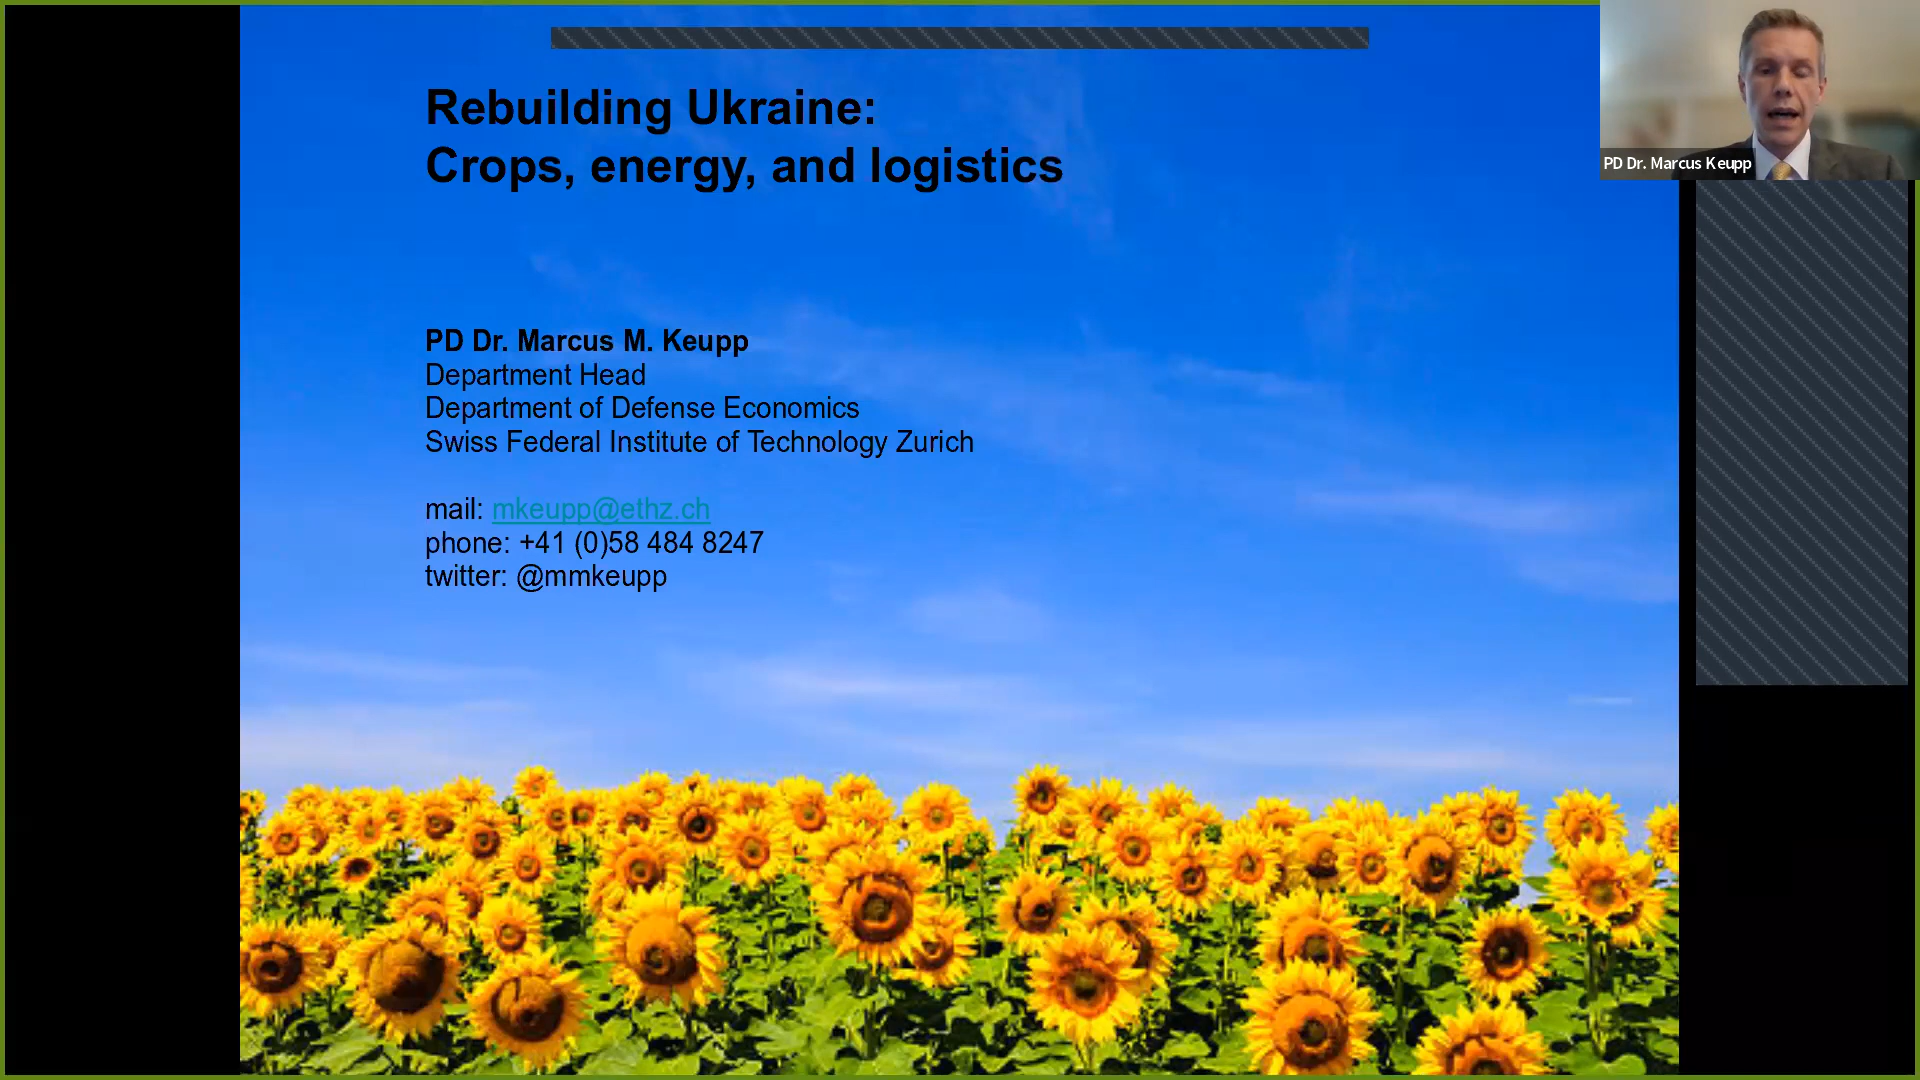 Rebuilding Ukraine:
Crops, energy, and logistics
PD Dr. Marcus M. Keupp
Department Head
Department of Defense Economics
Swiss Federal Institute of Technology Zurich
mail: mkeupp@ethz.ch
phone: +41 (0)58 484 8247
twitter: @mmkeupp
PD Dr. Marcus Keupp